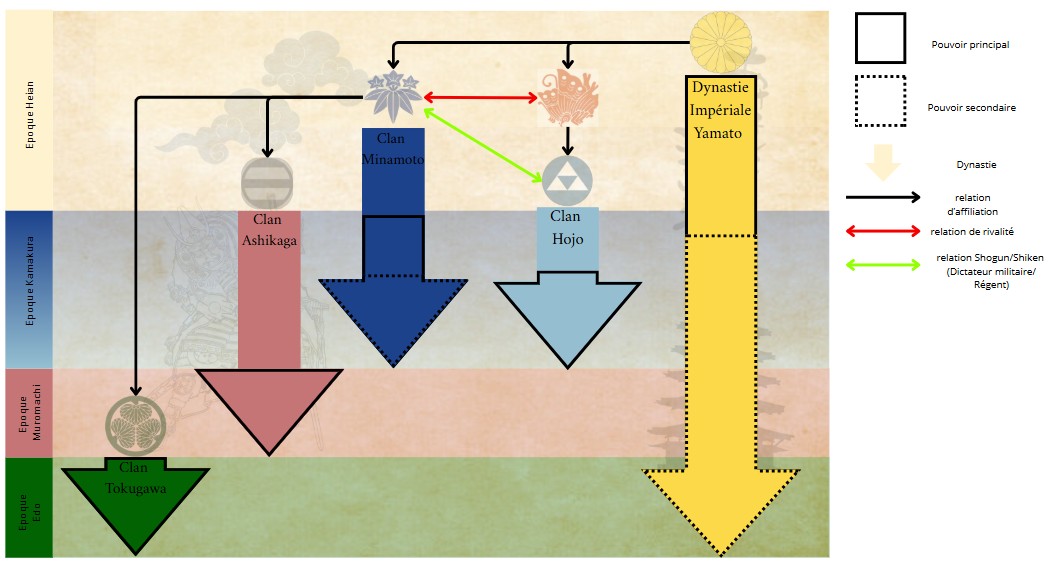 Epoque Heian
Epoque Kamakura
Epoque
Muromachi
Epoque
Edo
Dynastie
Impériale
Yamato
Clan
Minamoto
Clan
Ashikaga
Clan
Hojo
Clan
Tokugawa
Pouvoir principal
Pouvoir secondaire
Dynastie
relation
d'affiliation
relation de rivalité
relation Shogun/Shiken
(Dictateur militaire/
Régent)